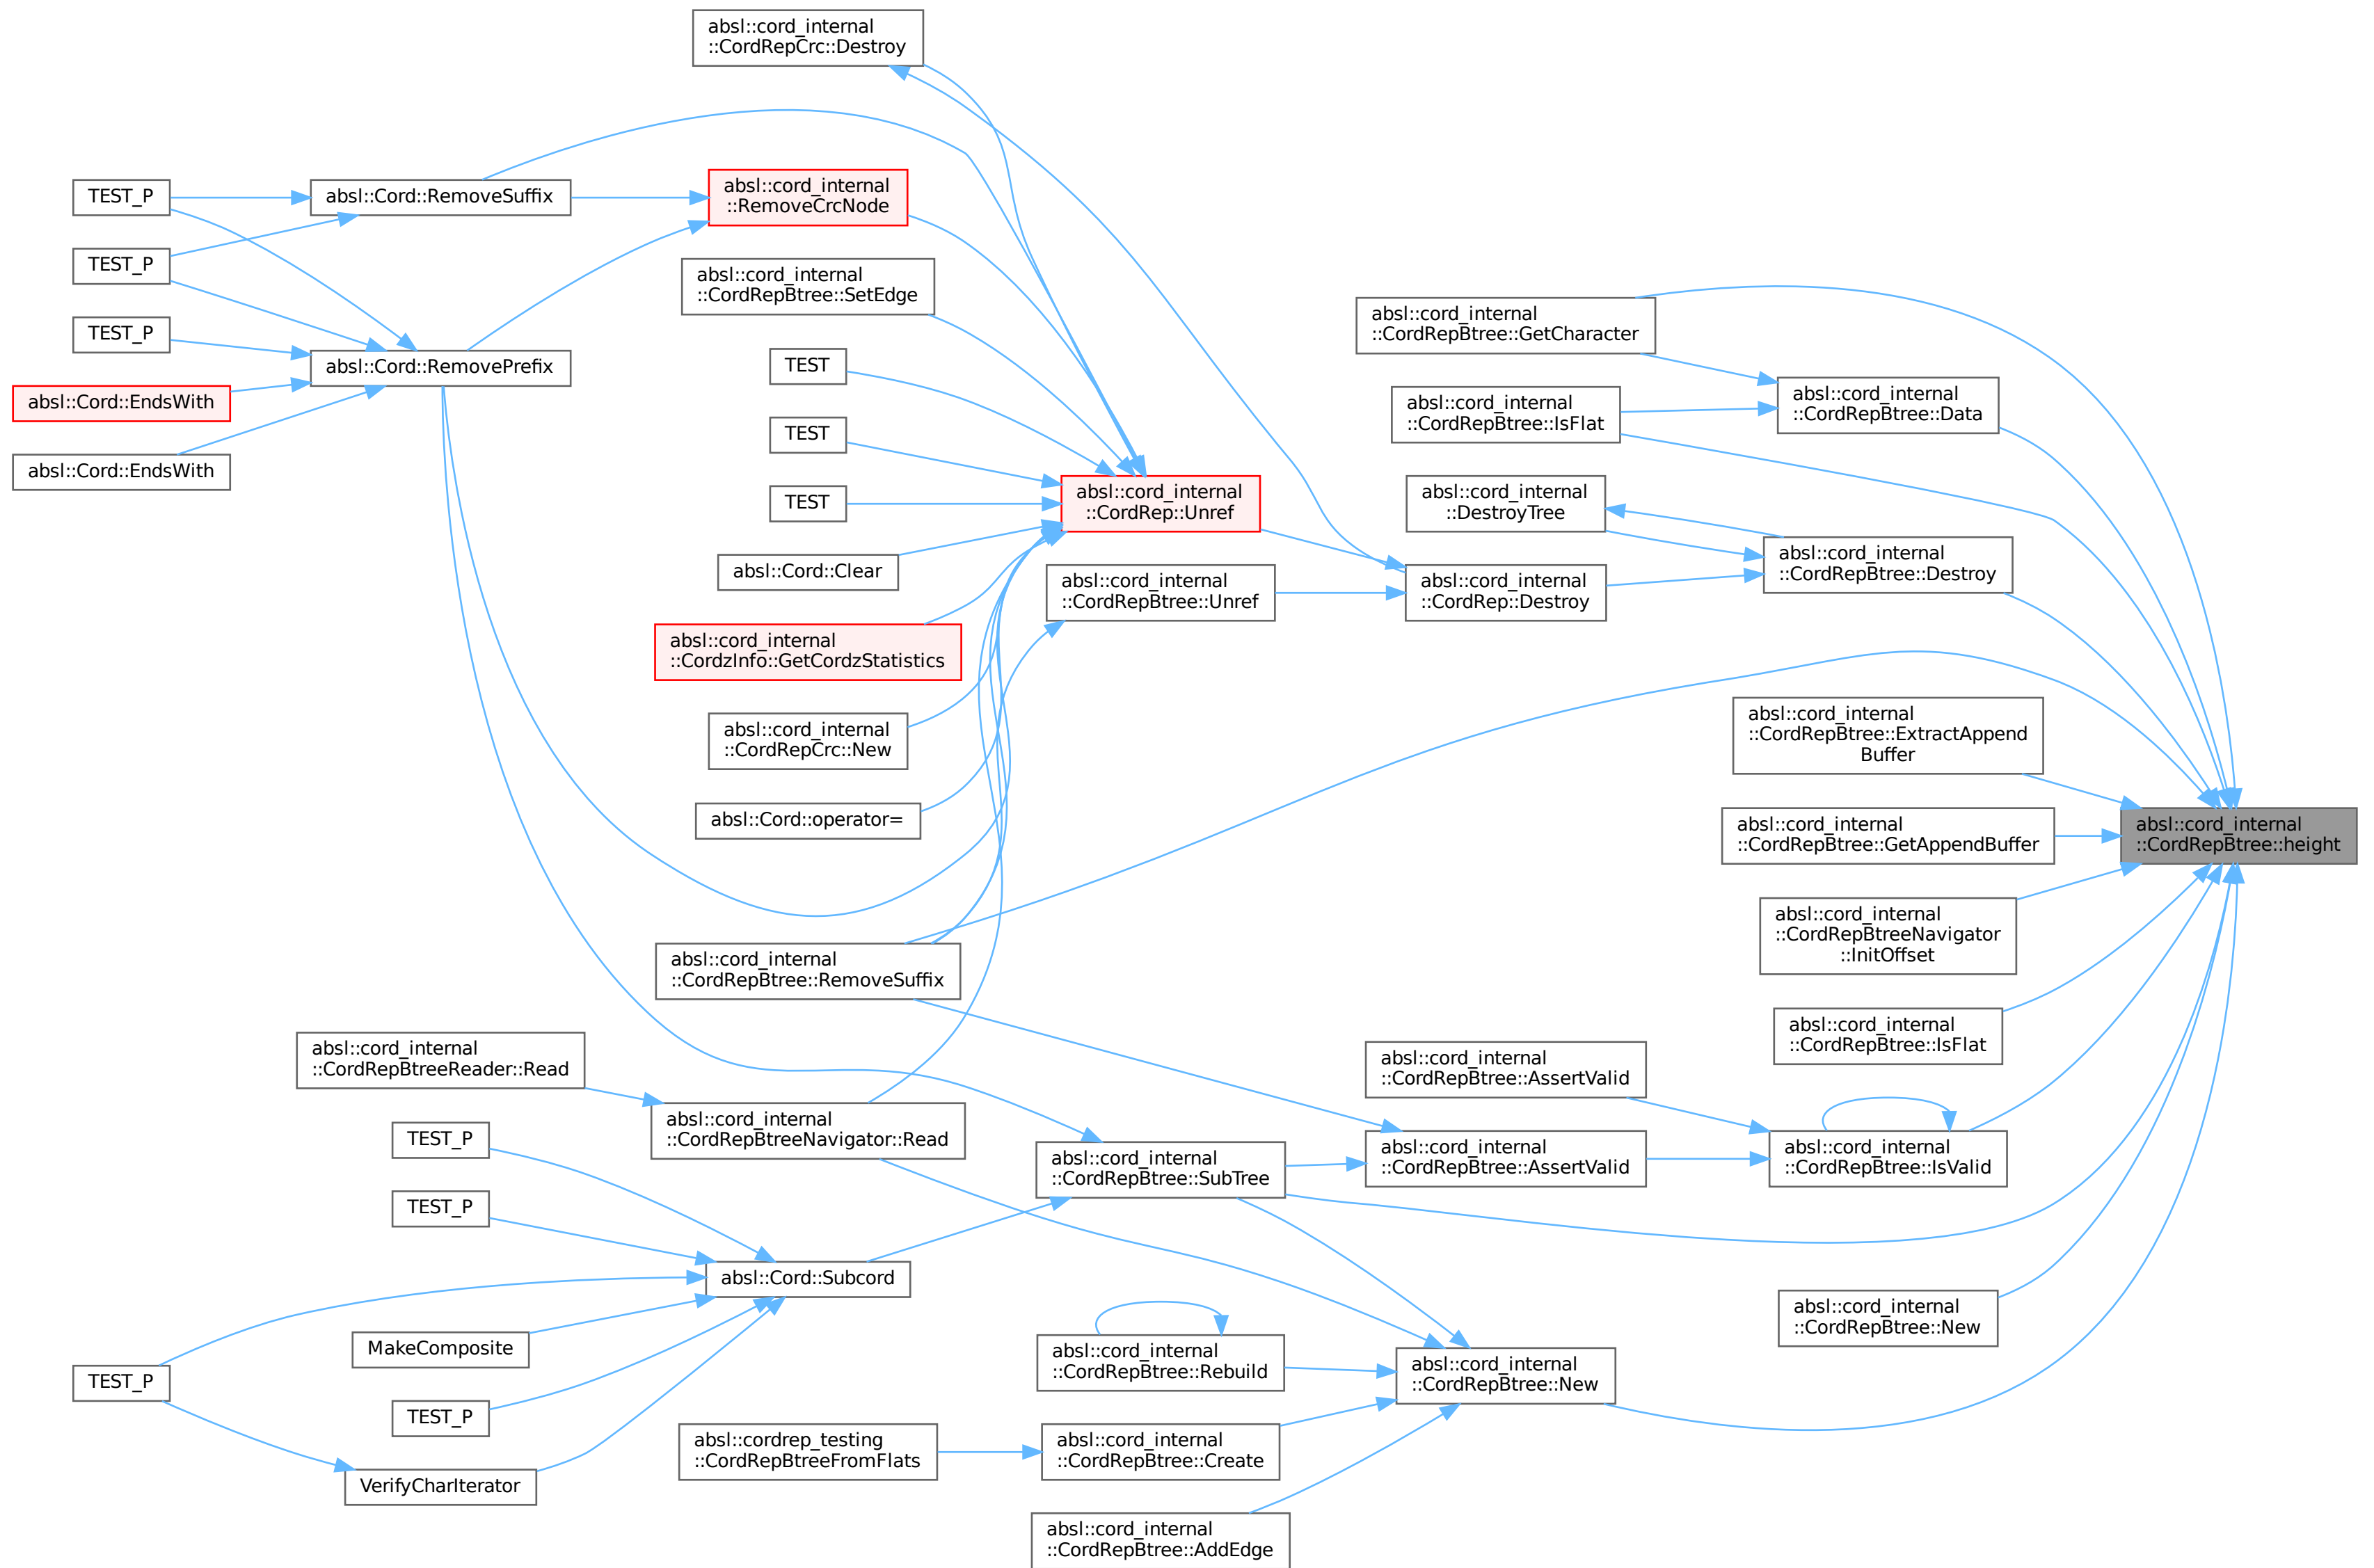 absl::cord_internal
::CordRepCrc::Destroy
TEST_P
absl::Cord::RemoveSuffix
absl::cord_internal
::RemoveCrcNode
TEST_P
absl::cord_internal
::CordRepBtree::SetEdge
TEST_P
absl::Cord::RemovePrefix
TEST
absl::Cord::EndsWith
TEST
absl::Cord::EndsWith
TEST
absl::cord_internal
::CordRep::Unref
absl::Cord::Clear
absl::cord_internal
::CordRepBtree::Unref
absl::cord_internal
::CordzInfo::GetCordzStatistics
absl::cord_internal
::CordRepCrc::New
absl::Cord::operator=
absl::cord_internal
::CordRepBtree::GetCharacter
absl::cord_internal
::CordRepBtree::Data
absl::cord_internal
::CordRepBtree::IsFlat
absl::cord_internal
::DestroyTree
absl::cord_internal
::CordRepBtree::Destroy
absl::cord_internal
::CordRep::Destroy
absl::cord_internal
::CordRepBtree::ExtractAppend
Buffer
absl::cord_internal
::CordRepBtree::GetAppendBuffer
absl::cord_internal
::CordRepBtree::height
absl::cord_internal
::CordRepBtreeNavigator
::InitOffset
absl::cord_internal
::CordRepBtree::IsFlat
absl::cord_internal
::CordRepBtree::RemoveSuffix
absl::cord_internal
::CordRepBtreeReader::Read
absl::cord_internal
::CordRepBtreeNavigator::Read
absl::cord_internal
::CordRepBtree::AssertValid
absl::cord_internal
::CordRepBtree::AssertValid
absl::cord_internal
::CordRepBtree::IsValid
absl::cord_internal
::CordRepBtree::SubTree
TEST_P
TEST_P
absl::Cord::Subcord
MakeComposite
TEST_P
TEST_P
VerifyCharIterator
absl::cord_internal
::CordRepBtree::New
absl::cord_internal
::CordRepBtree::Rebuild
absl::cord_internal
::CordRepBtree::New
absl::cordrep_testing
::CordRepBtreeFromFlats
absl::cord_internal
::CordRepBtree::Create
absl::cord_internal
::CordRepBtree::AddEdge